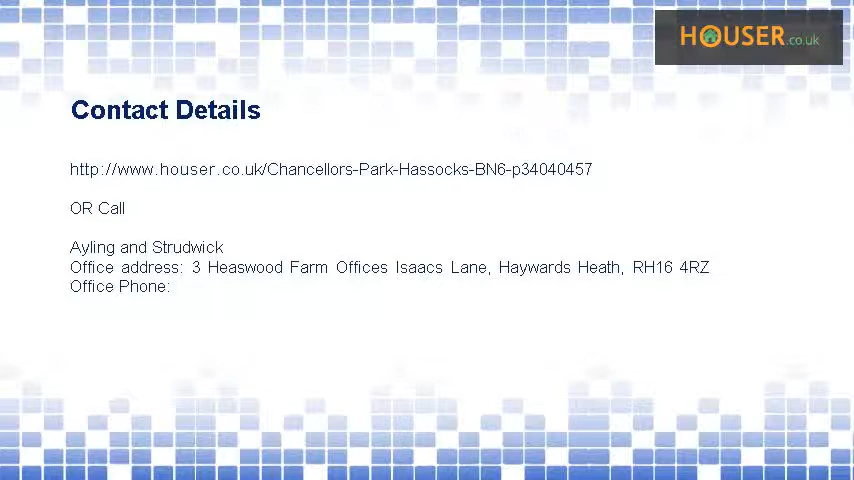 HOUSER.co.uk
Contact Details
http://www.houser.co.uk/Chancellors-Park-Hassocks-BN6-p34040457
OR Call
Ayling and Strudwick
Office address: 3 Heaswood Farm Offices Isaacs Lane, Haywards Heath, RH16 4RZ
Office Phone: